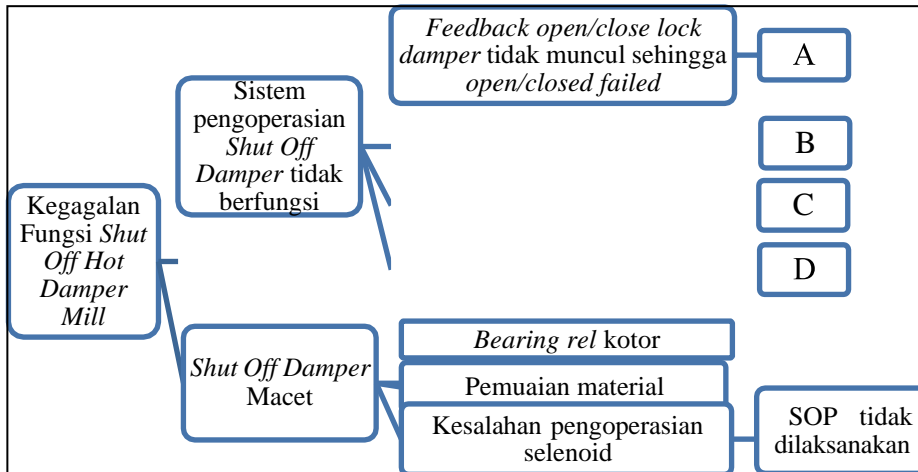 Feedback open/close lock
damper tidak muncul sehingga
open/closed failed
A
Sistem
pengoperasian
Shut Off
Damper tidak
berfungsi
B
C
D
Kegagalan
Fungsi Shut
Off Hot
Damper
Mill
Shut Off Damper
Macet
Bearing rel kotor
Pemuaian material
Kesalahan pengoperasian
selenoid
SOP tidak
dilaksanakan